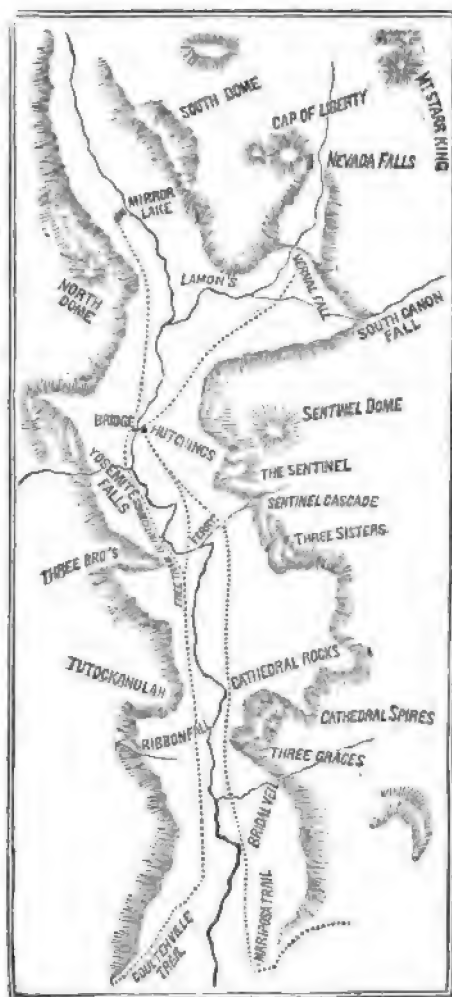 SOUTH DOME
CAP OF LIBERTY
MT STARR KING
NEVADA FALLS
MIRROR
LAKE
NORTH
DOME
LAMON'S
VERNAL FALL
SOUTH CANON
FALL
BRIDGE
HUTCHINGS
SENTINEL DOME
THE SENTINEL
YOSEMITE
FALLS
SENTINEL CASCADE
FERRY
THREE SISTERS
THREE BRO'S
CATHEDRAL ROCKS
TUTOCKANULAH
CATHEDRAL SPIRES
RIBBON FALL
THREE GRACES
BRIDAL VEIL
MARIPOSA TRAIL
COULTERVILLE
TRAIL